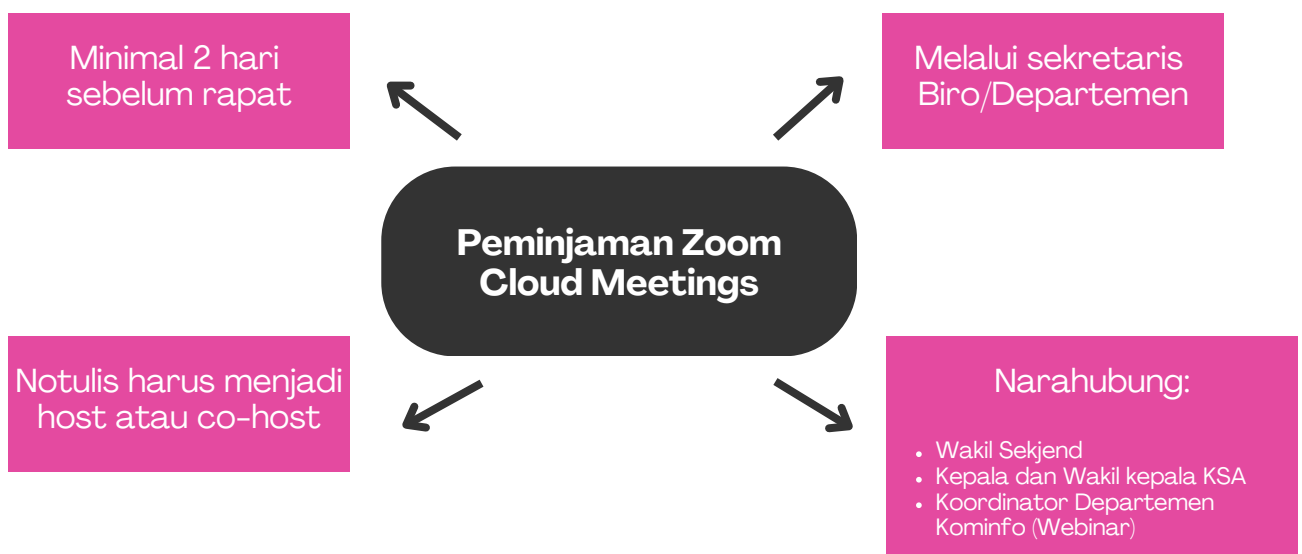 Minimal 2 hari
sebelum rapat
Melalui sekretaris
Biro/Departemen
Peminjaman Zoom
Cloud Meetings
Notulis harus menjadi
host atau co-host
Narahubung:
• Wakil Sekjend
• Kepala dan Wakil kepala KSA
• Koordinator Departemen
Kominfo (Webinar)